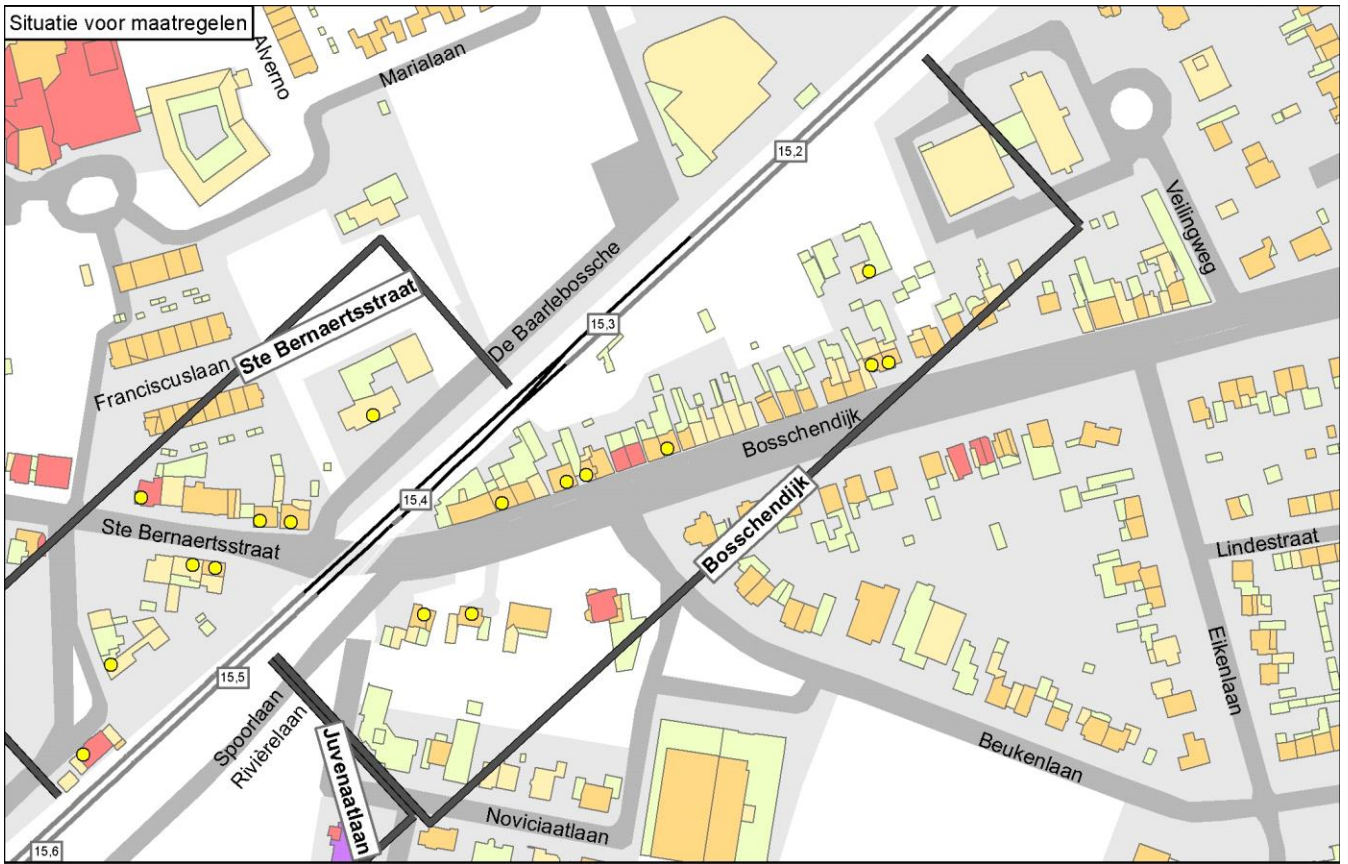 Situatie voor maatregelen
Alverno
Marialaan
15,2
Veilingweg
De Baarlebossche
Ste Bernaertsstraat
15,3
Franciscuslaan
Bosschendijk
15,4
Bosschendijk
Ste Bernaertsstraat
Lindestraat
15,5
Eikenlaan
Spoorlaan
Rivièrelaan
Juvenaatlaan
Beukenlaan
Noviciaatlaan
15,6